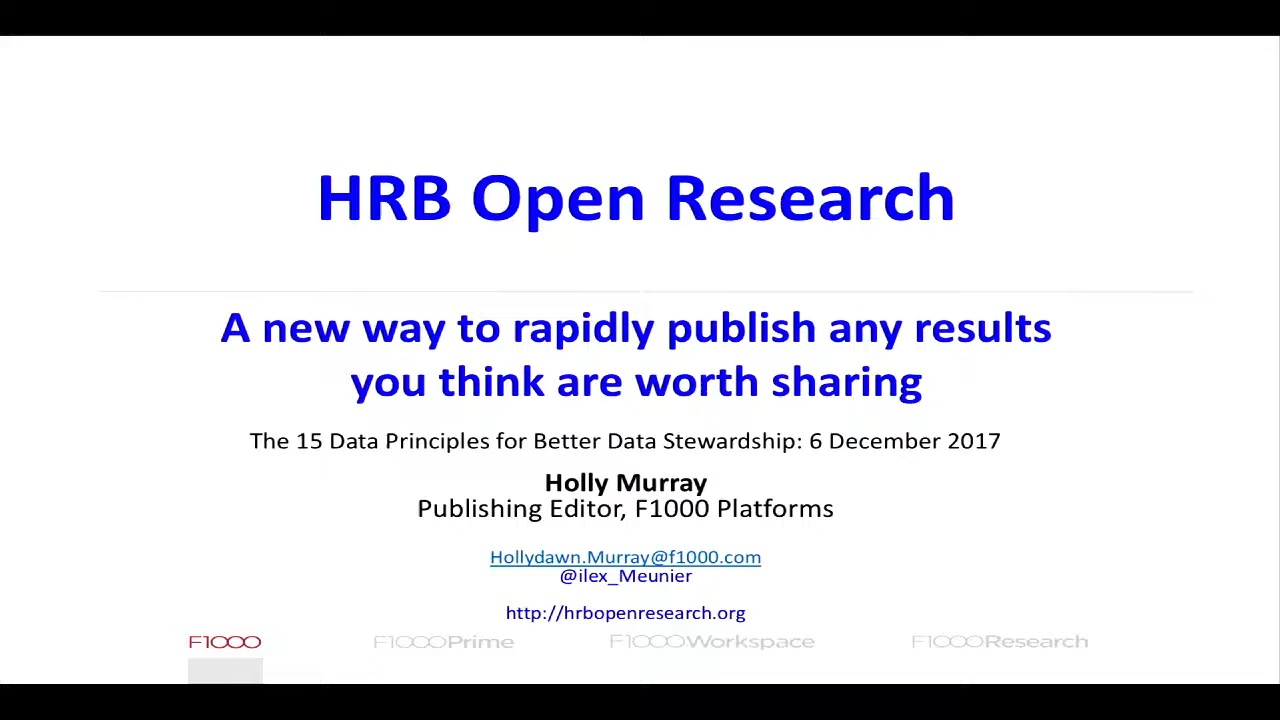 HRB Open Research
A new way to rapidly publish any results
you think are worth sharing
The 15 Data Principles for Better Data Stewardship: 6 December 2017
Holly Murray
Publishing Editor, F1000 Platforms
Hollydawn.Murray@f1000.com
@ilex_Meunier
http://hrbopenresearch.org
F1000 F1000Prime F1000Workspace F1000Research